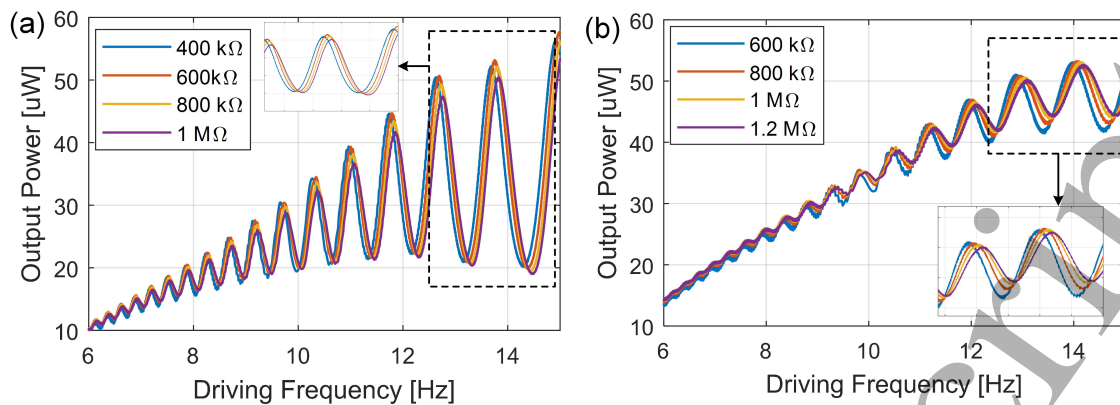 (a)
60
50
40
30
20
10
Output Power [uW]
400 kΩ
600kΩ
800 kΩ
1 MΩ
6
8
10
12
14
Driving Frequency [Hz]
(b)
60
50
40
30
20
10
0
Output Power [μW]
600 kΩ
800 kΩ
1 MΩ
1.2 MΩ
6
8
10
12
14
Driving Frequency [Hz]